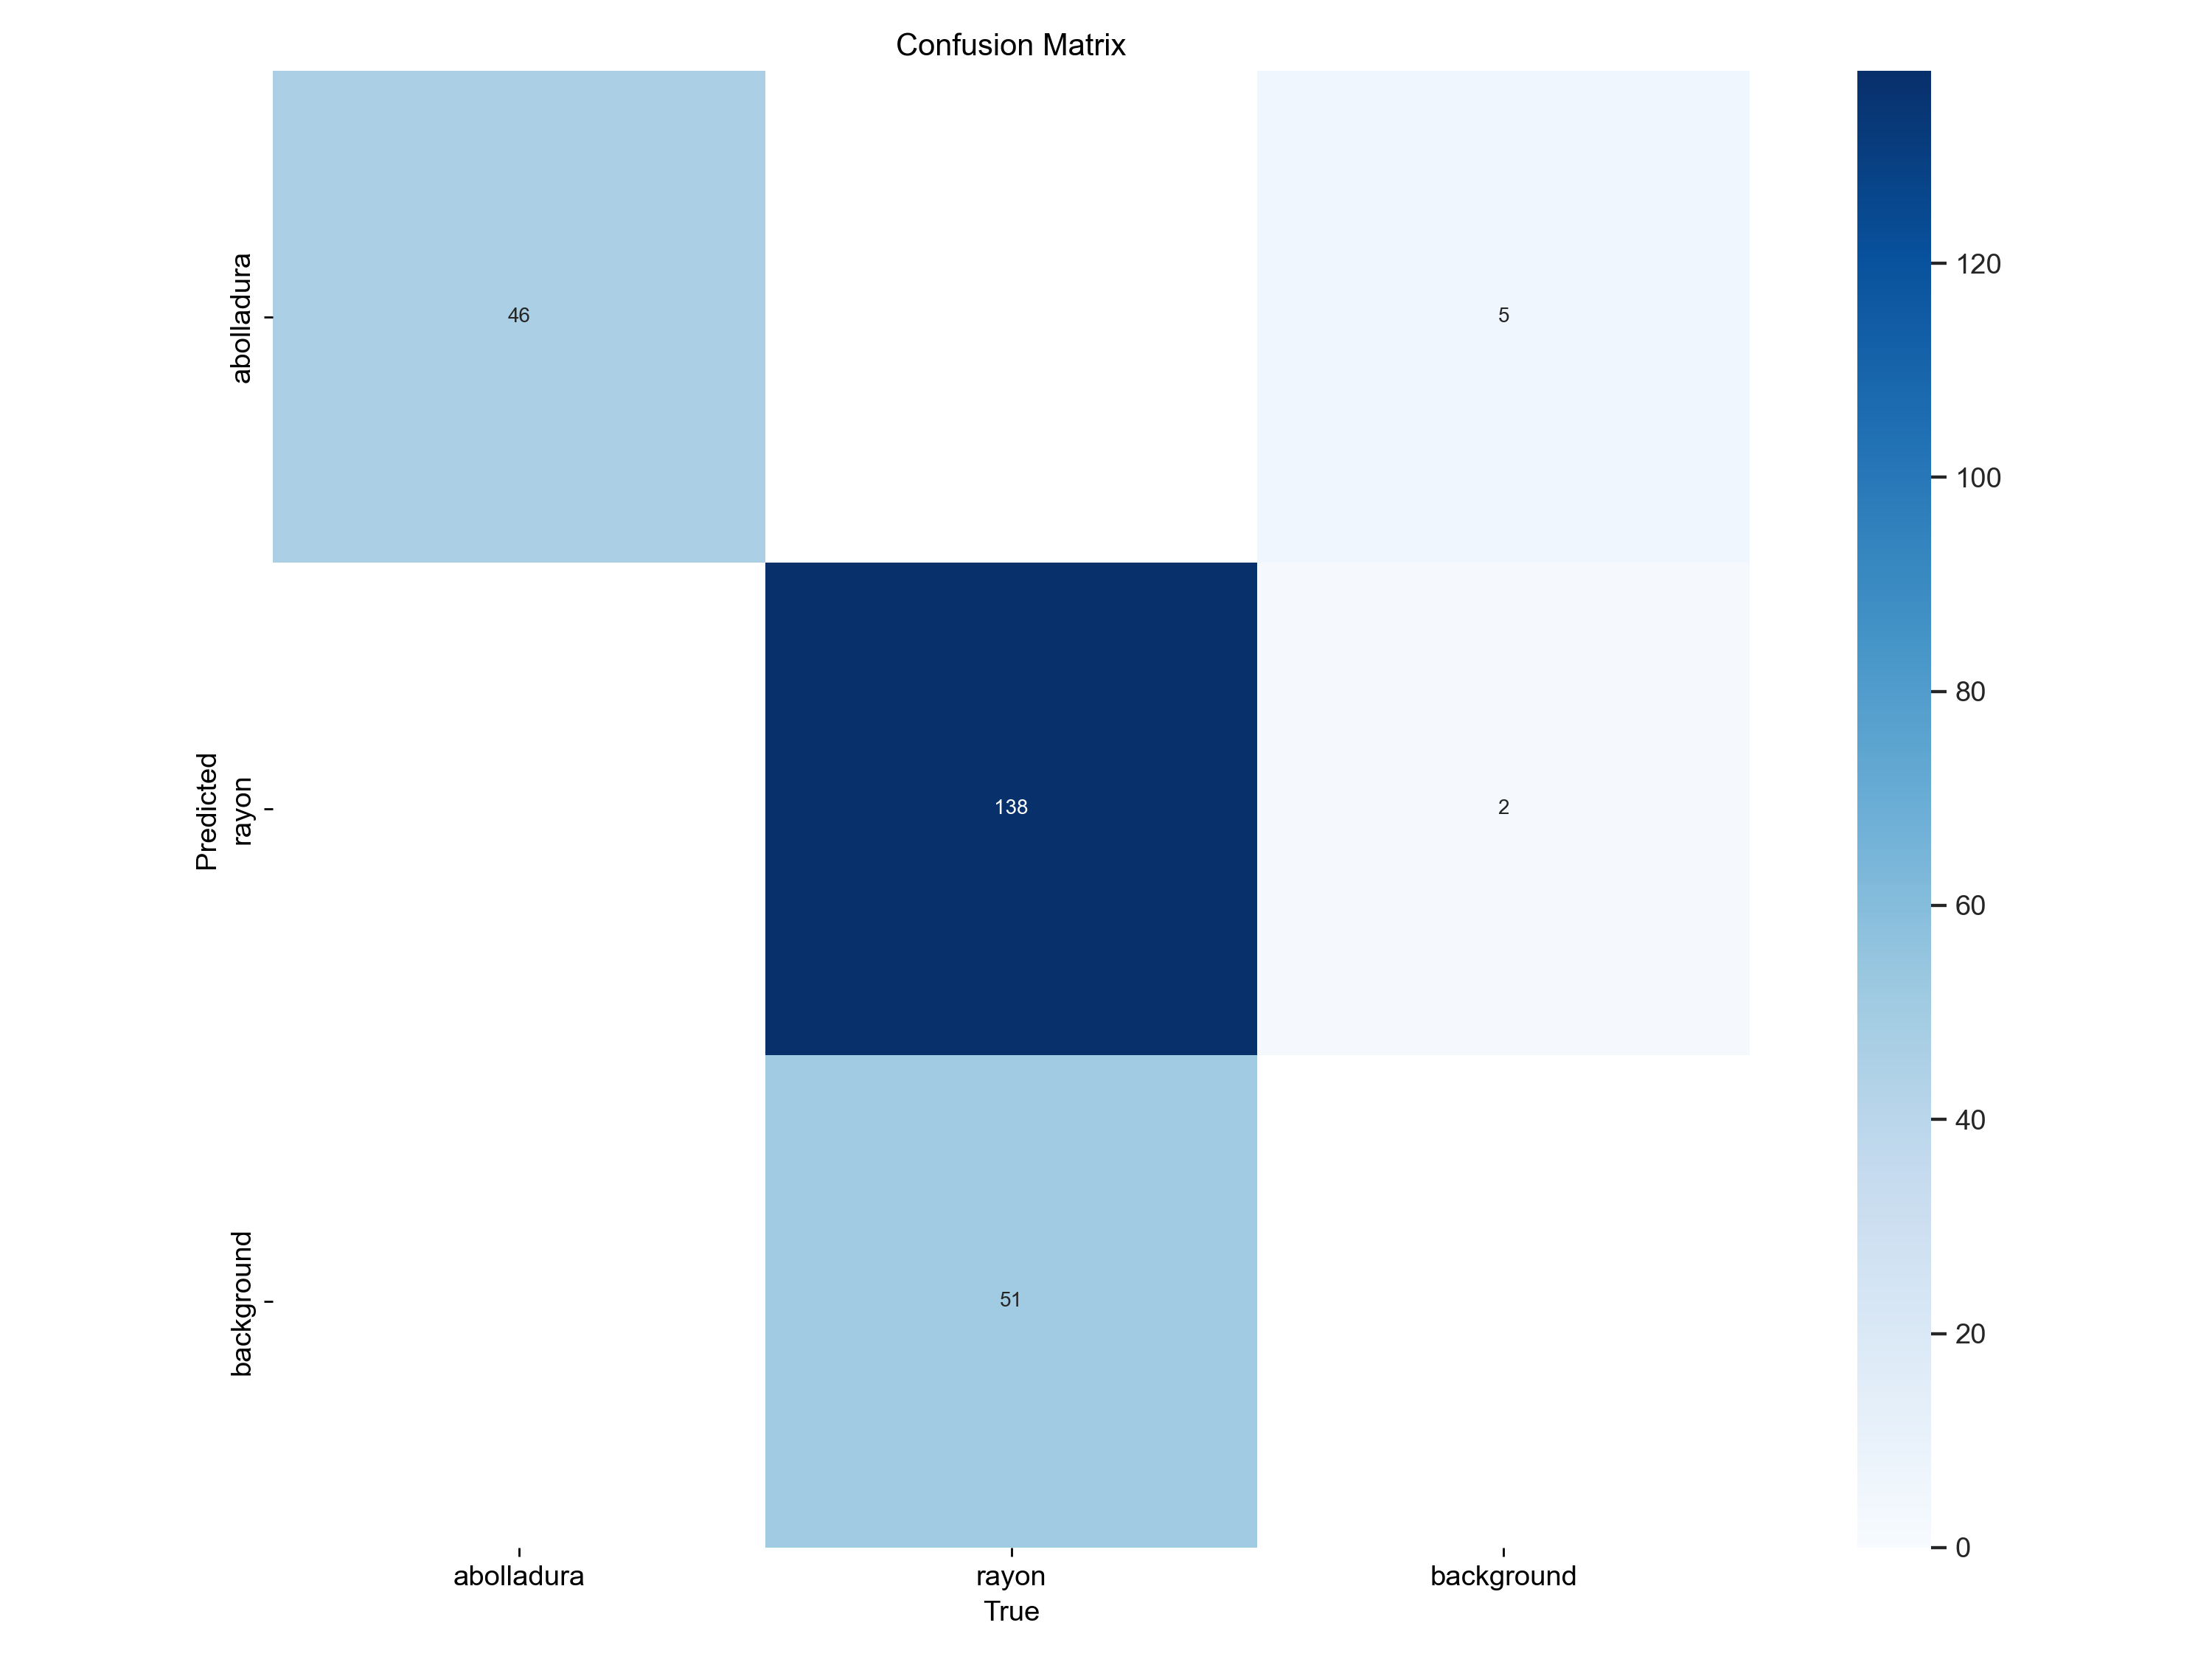 Confusion Matrix
abolladura
46
5
120
100
Predicted
rayon
138
2
80
60
background
51
40
20
0
abolladura
rayon
background
True